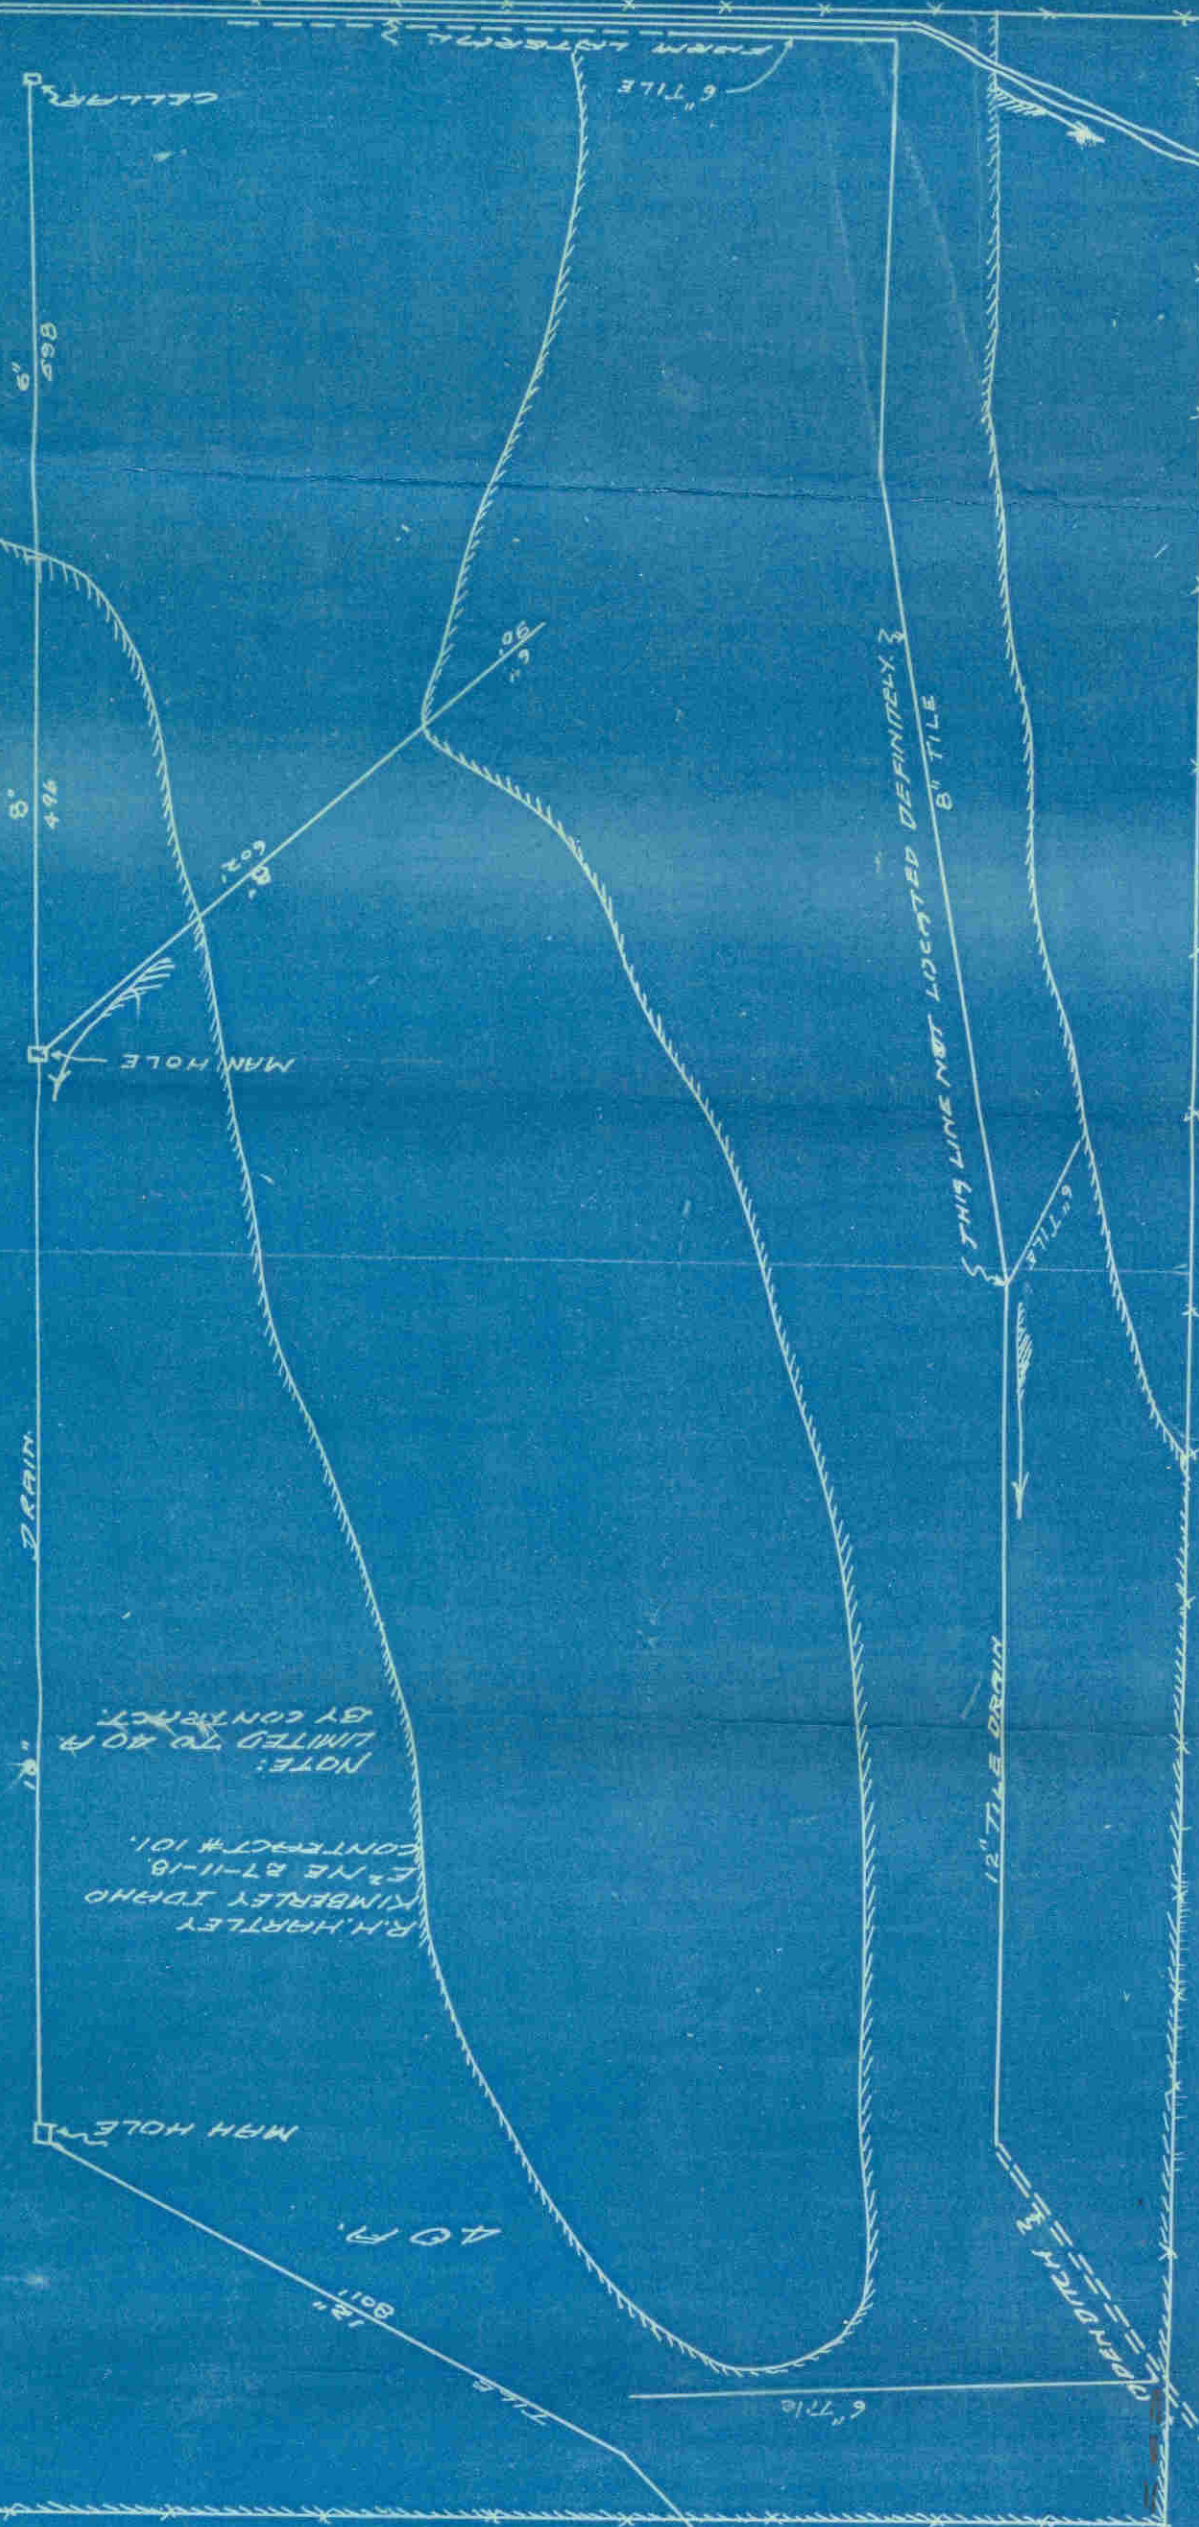 FARM LATERAL
6" TILE
CELLAR
6"
598
8"
496
6"
90'
8"
602'
MAN HOLE
THIS LINE NOT LOCATED DEFINITELY.
8" TILE
6" TILE
DRAIN.
12" TILE DRAIN
NOTE:
LIMITED TO 40 A
BY CONTRACT.
R.H. HARTLEY
KIMBERLEY IDAHO
E½ NE 27-11-18.
CONTRACT # 101.
MAN HOLE
40 A.
12"
801'
TILE
6" Tile
OPEN DITCH